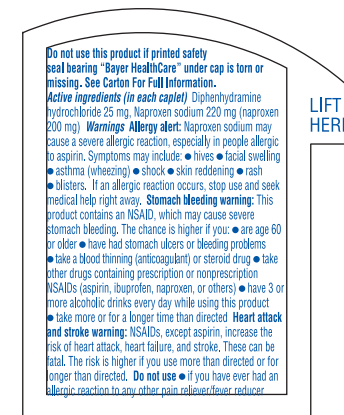 Do not use this product if printed safety
seal bearing "Bayer HealthCare" under cap is torn or
missing. See Carton For Full Information.
Active ingredients (in each caplet) Diphenhydramine
hydrochloride 25 mg, Naproxen sodium 220 mg (naproxen
200 mg) Warnings Allergy alert: Naproxen sodium may
cause a severe allergic reaction, especially in people allergic
to aspirin. Symptoms may include: ● hives ● facial swelling
● asthma (wheezing) ● shock ● skin reddening ● rash
● blisters. If an allergic reaction occurs, stop use and seek
medical help right away. Stomach bleeding warning: This
product contains an NSAID, which may cause severe
stomach bleeding. The chance is higher if you: ● are age 60
or older ● have had stomach ulcers or bleeding problems
● take a blood thinning (anticoagulant) or steroid drug ● take
other drugs containing prescription or nonprescription
NSAIDs (aspirin, ibuprofen, naproxen, or others) ● have 3 or
more alcoholic drinks every day while using this product
● take more or for a longer time than directed Heart attack
and stroke warning: NSAIDs, except aspirin, increase the
risk of heart attack, heart failure, and stroke. These can be
fatal. The risk is higher if you use more than directed or for
longer than directed. Do not use ● if you have ever had an
allergic reaction to any other pain reliever/fever reducer
LIFT
HER